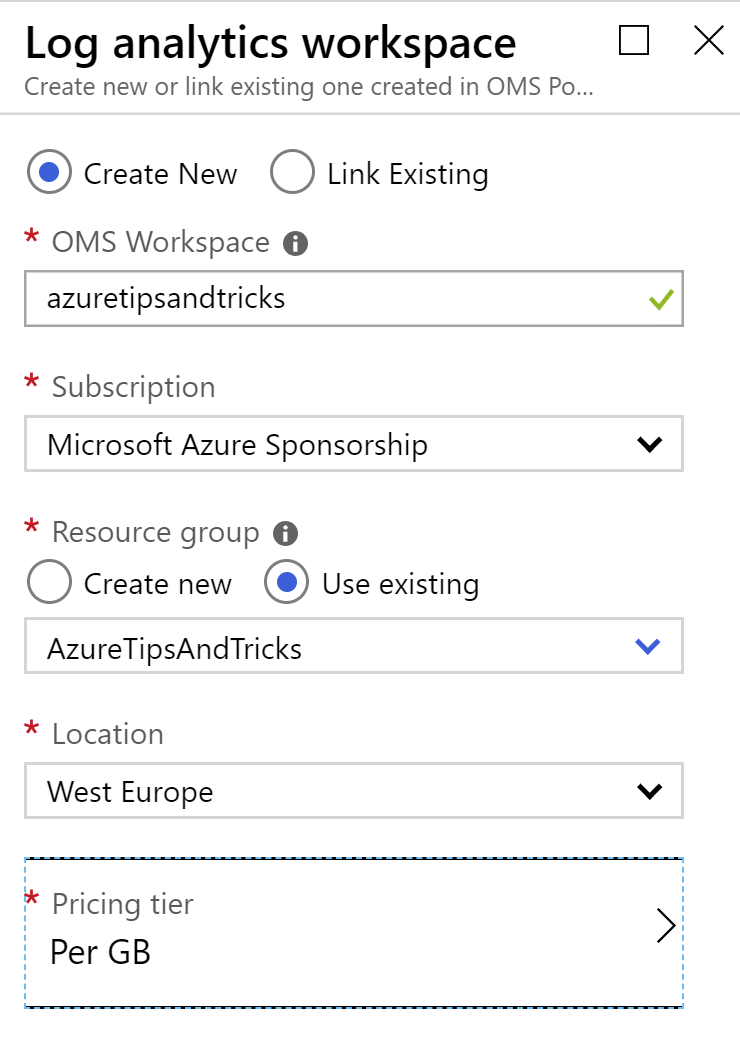 Log analytics workspace
Create new or link existing one created in OMS Po...
Create New Link Existing
* OMS Workspace
azuretipsandtricks
* Subscription
Microsoft Azure Sponsorship
* Resource group
Create new Use existing
AzureTipsAndTricks
* Location
West Europe
* Pricing tier
Per GB